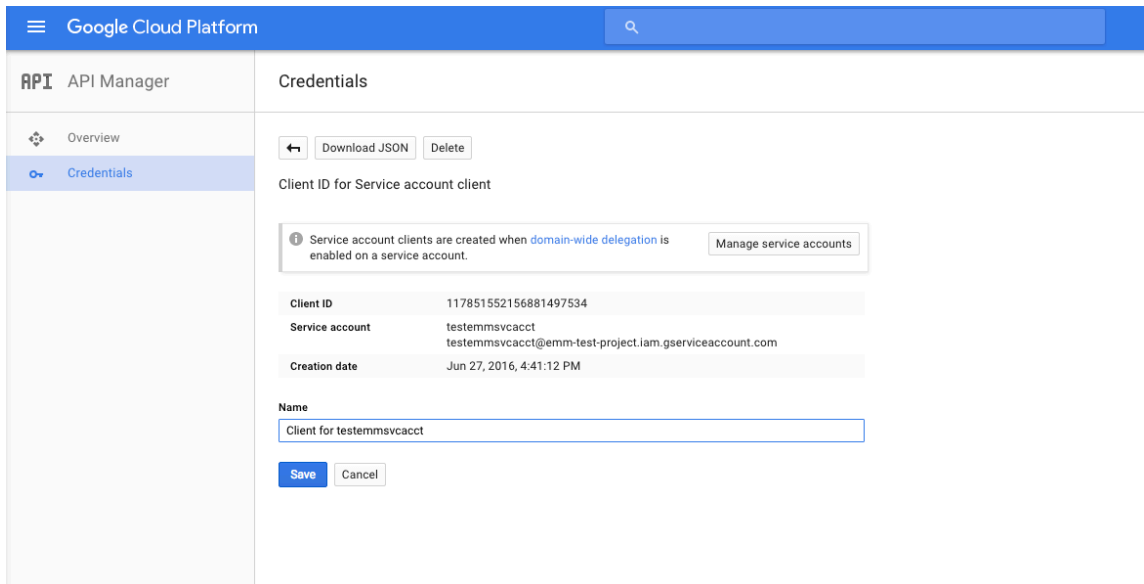 Google Cloud Platform
API API Manager
Credentials
Overview
Credentials
Download JSON Delete
Client ID for Service account client
Service account clients are created when domain-wide delegation is
enabled on a service account.
Manage service accounts
Client ID 117851552156881497534
Service account testemmsvcacct
testemmsvcacct@emm-test-project.iam.gserviceaccount.com
Creation date Jun 27, 2016, 4:41:12 PM
Name
Client for testemmsvcacct
Save Cancel